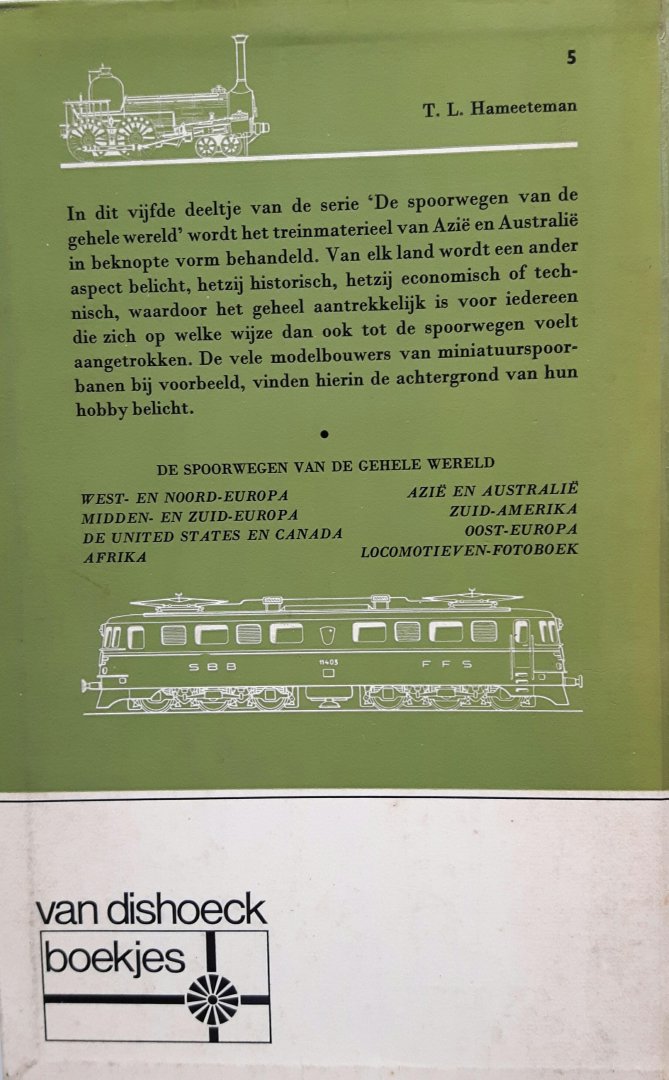 5
T. L. Hameeteman
In dit vijfde deeltje van de serie ‘De spoorwegen van de
gehele wereld’ wordt het treinmaterieel van Azië en Australië
in beknopte vorm behandeld. Van elk land wordt een ander
aspect belicht, hetzij historisch, hetzij economisch of tech-
nisch, waardoor het geheel aantrekkelijk is voor iedereen
die zich op welke wijze dan ook tot de spoorwegen voelt
aangetrokken. De vele modelbouwers van miniatuurspoor-
banen bij voorbeeld, vinden hierin de achtergrond van hun
hobby belicht.
•
DE SPOORWEGEN VAN DE GEHELE WERELD
WEST- EN NOORD-EUROPA
MIDDEN- EN ZUID-EUROPA
DE UNITED STATES EN CANADA
AFRIKA
AZIË EN AUSTRALIË
ZUID-AMERIKA
OOST-EUROPA
LOCOMOTIEVEN-FOTOBOEK
SBB 11403 FFS
van dishoeck
boekjes